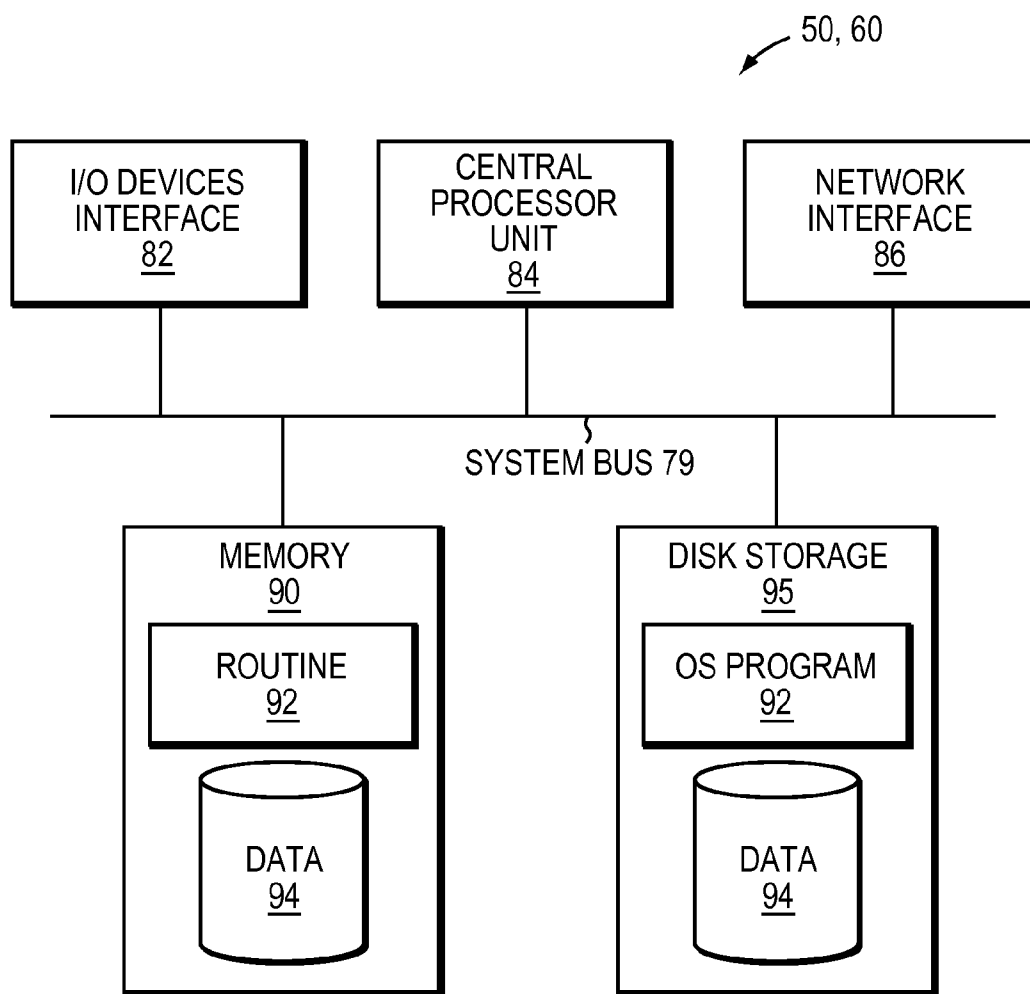 50, 60
I/O DEVICES
INTERFACE
82
CENTRAL
PROCESSOR
UNIT
84
NETWORK
INTERFACE
86
SYSTEM BUS 79
MEMORY
90
ROUTINE
92
DATA
94
DISK STORAGE
95
OS PROGRAM
92
DATA
94